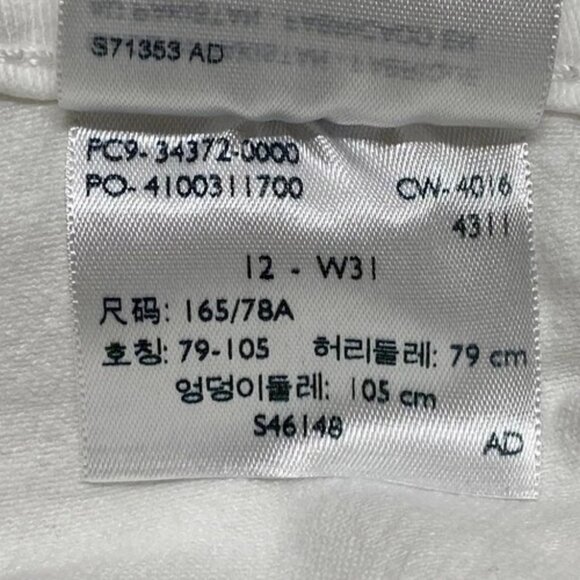 S71353 AD
PC9-34372-0000
PO-4100311700 CW-4016
4311
12 - W31
尺码: 165/78A
호칭: 79-105 허리둘레: 79 cm
엉덩이둘레: 105 cm
S46148 AD